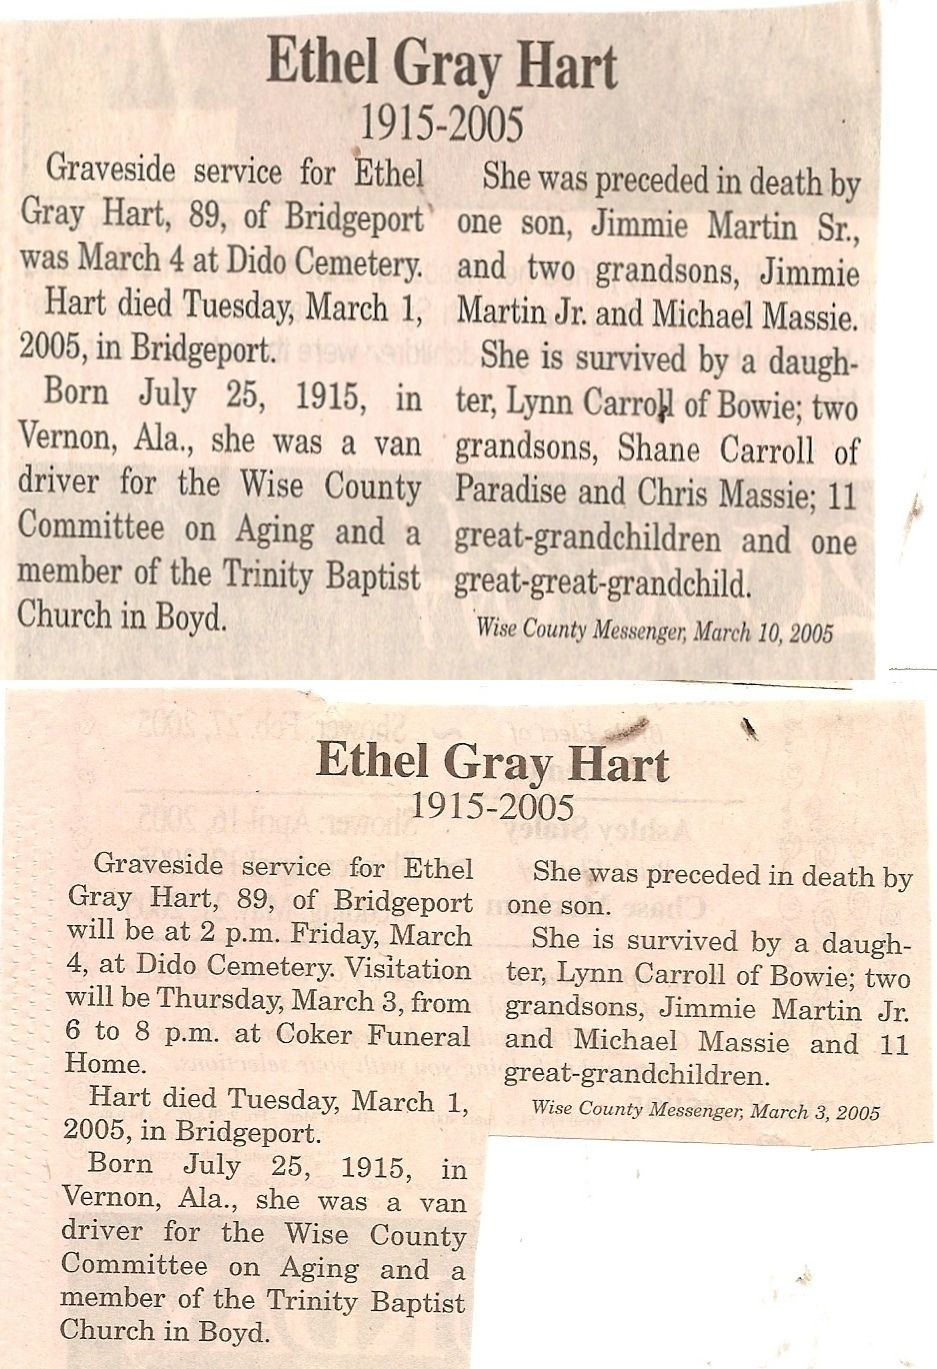 Ethel Gray Hart
1915-2005
Graveside service for Ethel
Gray Hart, 89, of Bridgeport
was March 4 at Dido Cemetery.
Hart died Tuesday, March 1,
2005, in Bridgeport.
Born July 25, 1915, in
Vernon, Ala., she was a van
driver for the Wise County
Committee on Aging and a
member of the Trinity Baptist
Church in Boyd.
She was preceded in death by
one son, Jimmie Martin Sr.,
and two grandsons, Jimmie
Martin Jr. and Michael Massie.
She is survived by a daugh-
ter, Lynn Carroll of Bowie; two
grandsons, Shane Carroll of
Paradise and Chris Massie; 11
great-grandchildren and one
great-great-grandchild.
Wise County Messenger, March 10, 2005
Ethel Gray Hart
1915-2005
Graveside service for Ethel
Gray Hart, 89, of Bridgeport
will be at 2 p.m. Friday, March
4, at Dido Cemetery. Visitation
will be Thursday, March 3, from
6 to 8 p.m. at Coker Funeral
Home.
Hart died Tuesday, March 1,
2005, in Bridgeport.
Born July 25, 1915, in
Vernon, Ala., she was a van
driver for the Wise County
Committee on Aging and a
member of the Trinity Baptist
Church in Boyd.
She was preceded in death by
one son.
She is survived by a daugh-
ter, Lynn Carroll of Bowie; two
grandsons, Jimmie Martin Jr.
and Michael Massie and 11
great-grandchildren.
Wise County Messenger, March 3, 2005